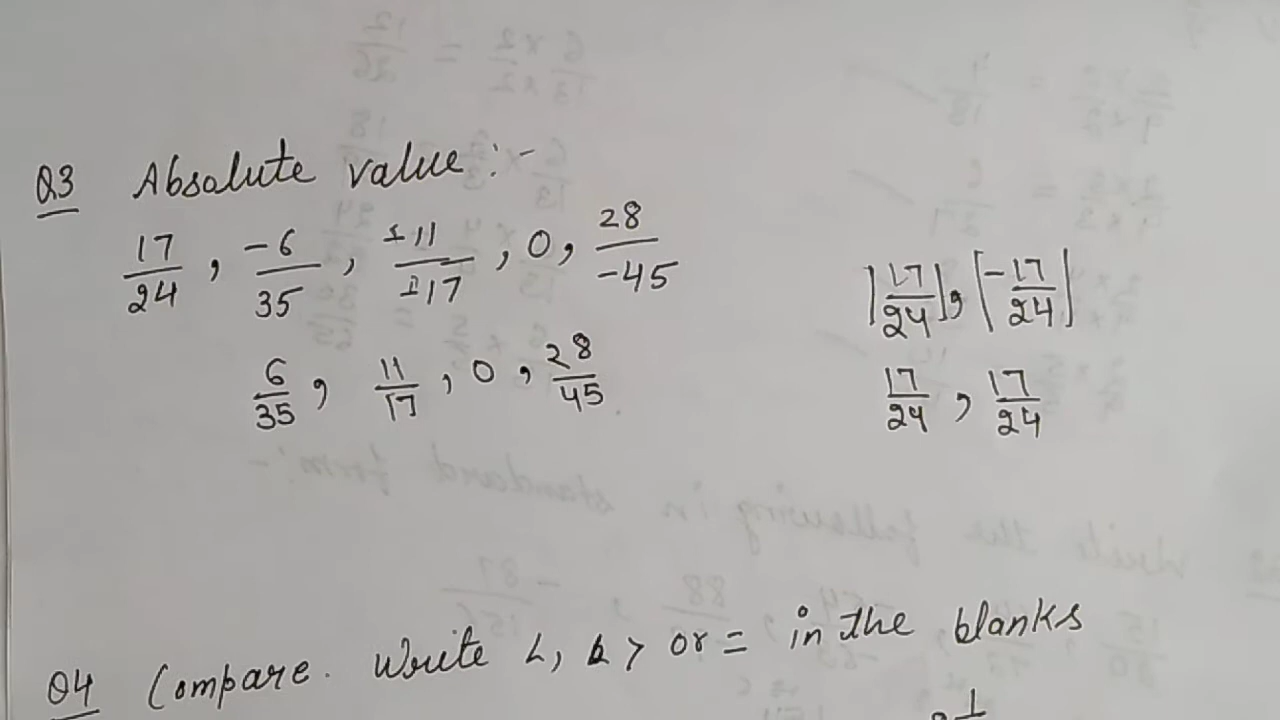 Q3 Absolute value :-
17/24, -6/35, -11/-17, 0, 28/-45
|17/24|, |-17/24|
6/35, 11/17, 0, 28/45
17/24, 17/24
Q4 Compare. Write <, > or = in the blanks